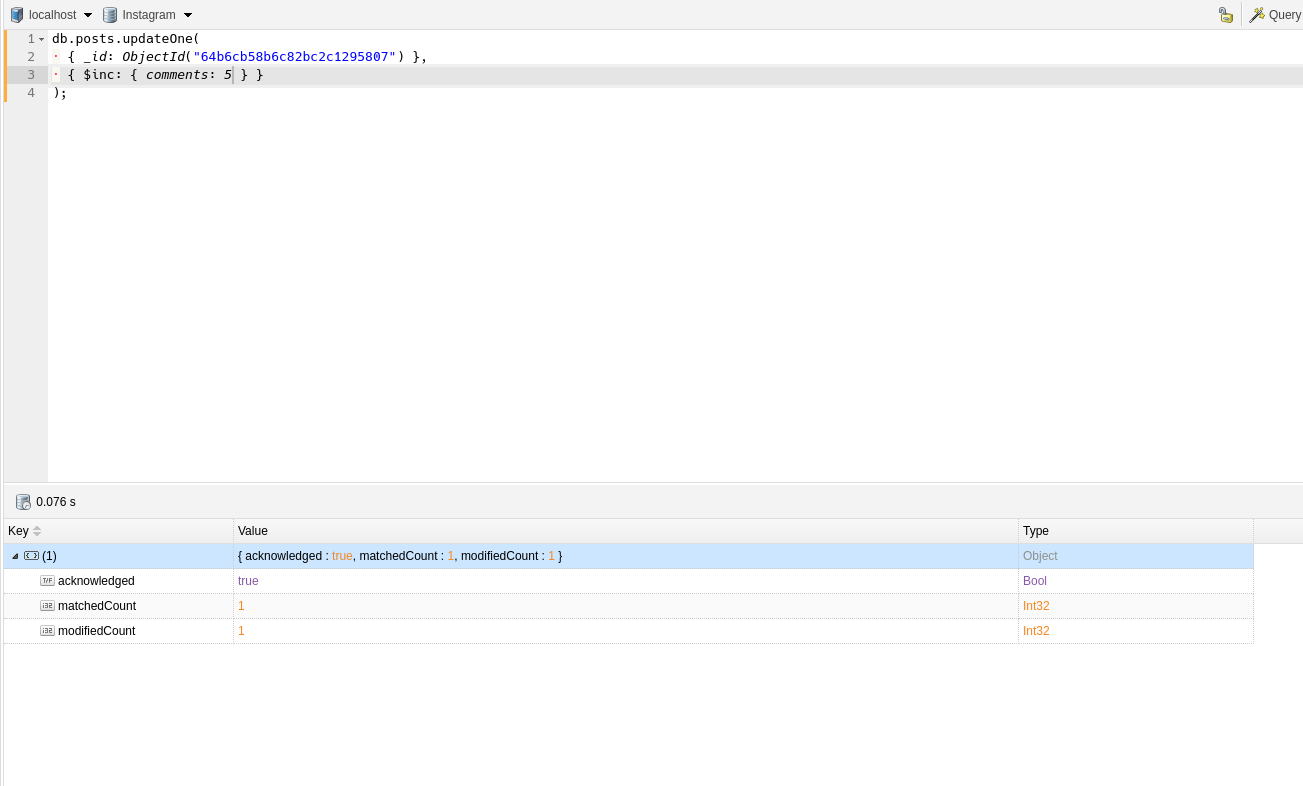 localhost Instagram Query
1 db.posts.updateOne(
2 { _id: ObjectId("64b6cb58b6c82bc2c1295807") },
3 { $inc: { comments: 5 } }
4 );
0.076 s
Key Value Type
(1) { acknowledged : true, matchedCount : 1, modifiedCount : 1 } Object
T/F acknowledged true Bool
i32 matchedCount 1 Int32
i32 modifiedCount 1 Int32